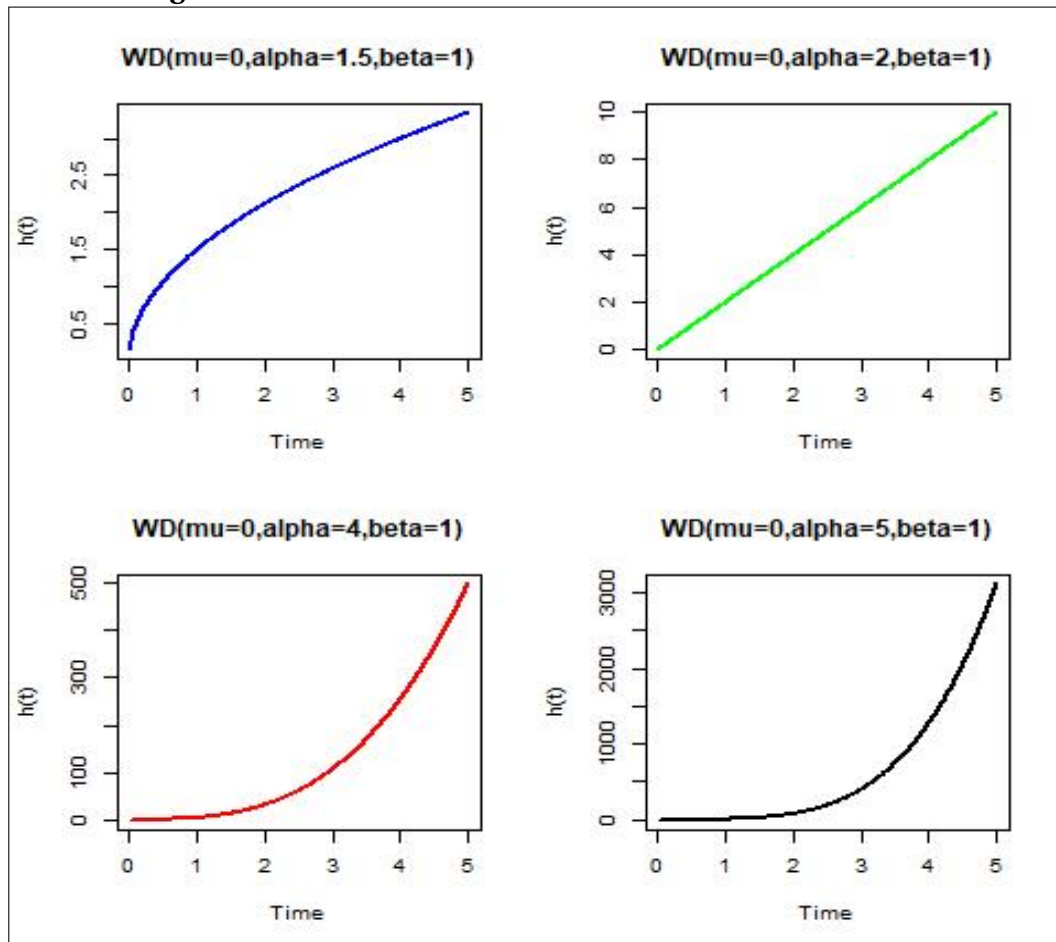 WD(mu=0,alpha=1.5,beta=1)
h(t)
2.5
1.5
0.5
0 1 2 3 4 5
Time
WD(mu=0,alpha=2,beta=1)
h(t)
10
8
6
4
2
0
0 1 2 3 4 5
Time
WD(mu=0,alpha=4,beta=1)
h(t)
500
300
100
0
0 1 2 3 4 5
Time
WD(mu=0,alpha=5,beta=1)
h(t)
3000
2000
1000
0
0 1 2 3 4 5
Time